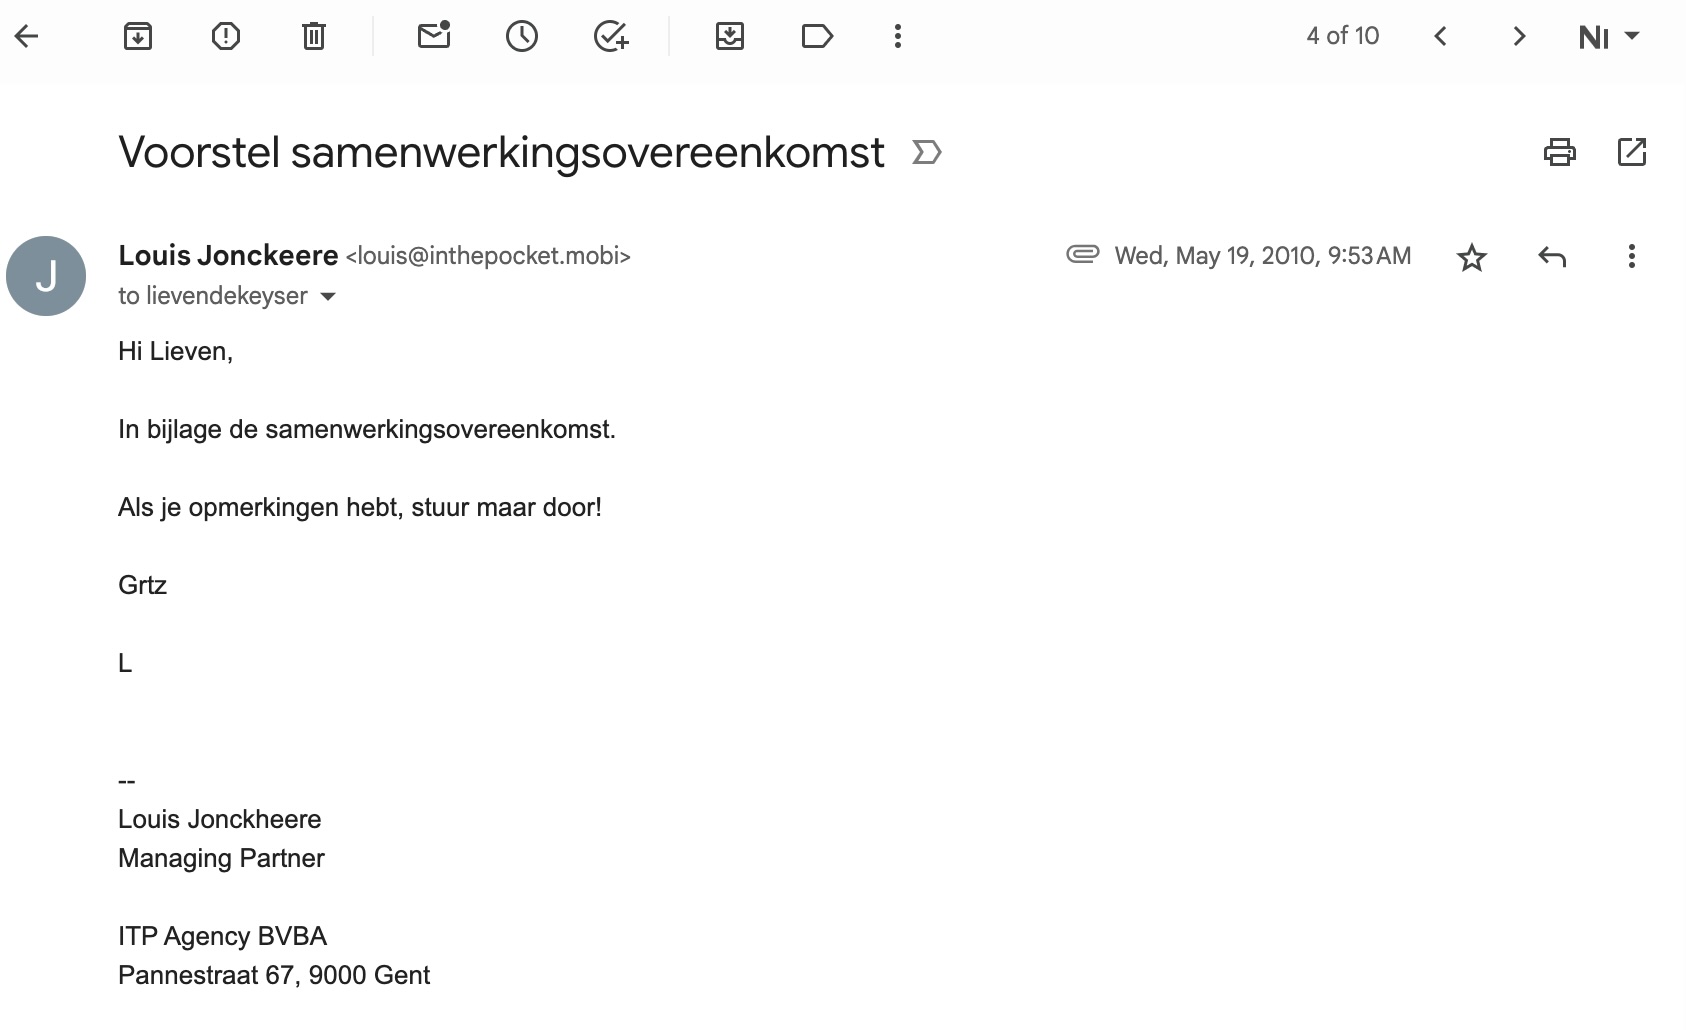 4 of 10
Nı
Voorstel samenwerkingsovereenkomst
J
Louis Jonckeere <louis@inthepocket.mobi>
Wed, May 19, 2010, 9:53 AM
to lievendekeyser
Hi Lieven,
In bijlage de samenwerkingsovereenkomst.
Als je opmerkingen hebt, stuur maar door!
Grtz
L
--
Louis Jonckheere
Managing Partner
ITP Agency BVBA
Pannestraat 67, 9000 Gent